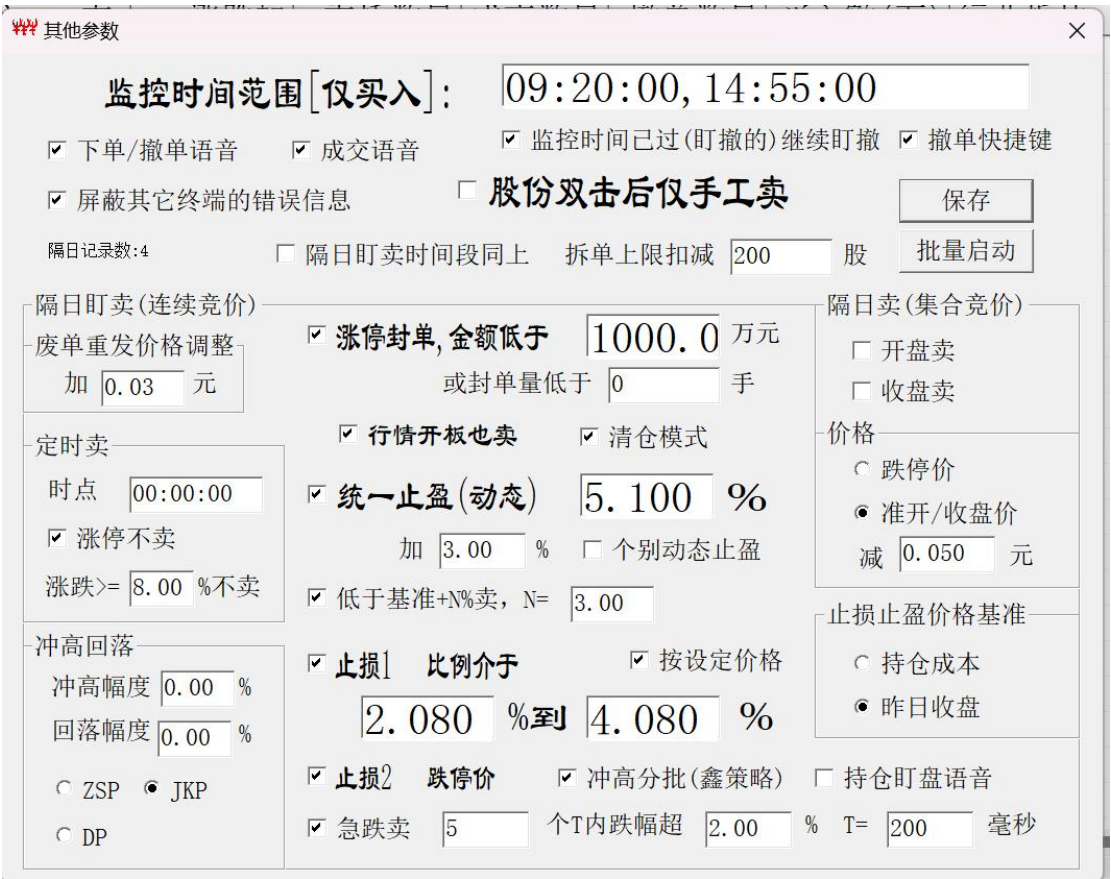 其他参数
监控时间范围[仅买入]: 09:20:00,14:55:00
下单/撤单语音 成交语音 监控时间已过(盯撤的)继续盯撤 撤单快捷键
屏蔽其它终端的错误信息 股份双击后仅手工卖 保存
隔日记录数:4 隔日盯卖时间段同上 拆单上限扣减 200 股 批量启动
隔日盯卖(连续竞价)
废单重发价格调整
加 0.03 元
定时卖
时点 00:00:00
涨停不卖
涨跌>= 8.00 %不卖
冲高回落
冲高幅度 0.00 %
回落幅度 0.00 %
ZSP JKP
DP
涨停封单,金额低于 1000.0 万元
或封单量低于 0 手
行情开板也卖 清仓模式
统一止盈(动态) 5.100 %
加 3.00 % 个别动态止盈
低于基准+N%卖, N= 3.00
止损1 比例介于 按设定价格
2.080 %到 4.080 %
止损2 跌停价 冲高分批(鑫策略) 持仓盯盘语音
急跌卖 5 个T内跌幅超 2.00 % T= 200 毫秒
隔日卖(集合竞价)
开盘卖
收盘卖
价格
跌停价
准开/收盘价
减 0.050 元
止损止盈价格基准
持仓成本
昨日收盘